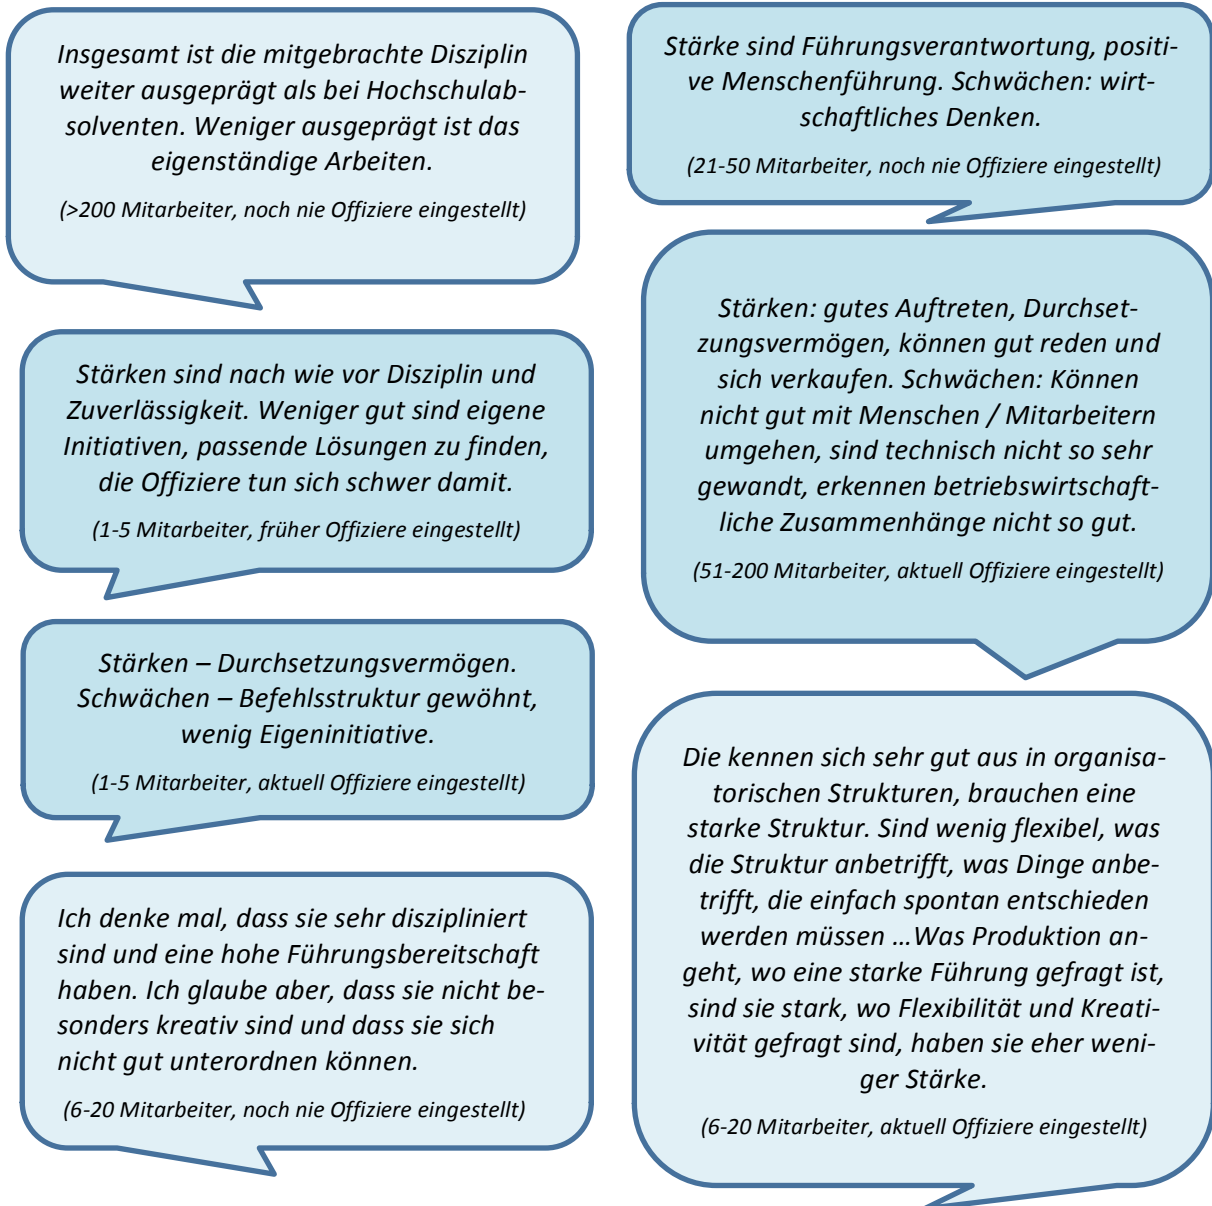 Insgesamt ist die mitgebrachte Disziplin
weiter ausgeprägt als bei Hochschulab-
solventen. Weniger ausgeprägt ist das
eigenständige Arbeiten.
(>200 Mitarbeiter, noch nie Offiziere eingestellt)
Stärken sind nach wie vor Disziplin und
Zuverlässigkeit. Weniger gut sind eigene
Initiativen, passende Lösungen zu finden,
die Offiziere tun sich schwer damit.
(1-5 Mitarbeiter, früher Offiziere eingestellt)
Stärken – Durchsetzungsvermögen.
Schwächen – Befehlsstruktur gewöhnt,
wenig Eigeninitiative.
(1-5 Mitarbeiter, aktuell Offiziere eingestellt)
Ich denke mal, dass sie sehr diszipliniert
sind und eine hohe Führungsbereitschaft
haben. Ich glaube aber, dass sie nicht be-
sonders kreativ sind und dass sie sich
nicht gut unterordnen können.
(6-20 Mitarbeiter, noch nie Offiziere eingestellt)
Stärke sind Führungsverantwortung, positi-
ve Menschenführung. Schwächen: wirt-
schaftliches Denken.
(21-50 Mitarbeiter, noch nie Offiziere eingestellt)
Stärken: gutes Auftreten, Durchset-
zungsvermögen, können gut reden und
sich verkaufen. Schwächen: Können
nicht gut mit Menschen / Mitarbeitern
umgehen, sind technisch nicht so sehr
gewandt, erkennen betriebswirtschaft-
liche Zusammenhänge nicht so gut.
(51-200 Mitarbeiter, aktuell Offiziere eingestellt)
Die kennen sich sehr gut aus in organisa-
torischen Strukturen, brauchen eine
starke Struktur. Sind wenig flexibel, was
die Struktur anbetrifft, was Dinge anbe-
trifft, die einfach spontan entschieden
werden müssen …Was Produktion an-
geht, wo eine starke Führung gefragt ist,
sind sie stark, wo Flexibilität und Kreati-
vität gefragt sind, haben sie eher weni-
ger Stärke.
(6-20 Mitarbeiter, aktuell Offiziere eingestellt)